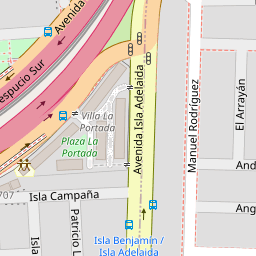 Avenida
espucio Sur
Villa La
Portada
Plaza La
Portada
Avenida Isla Adelaida
Manuel Rodríguez
El Arrayán
And
Isla Campaña
707
Ang
Isla
Patricio L
Isla Benjamín /
Isla Adelaida